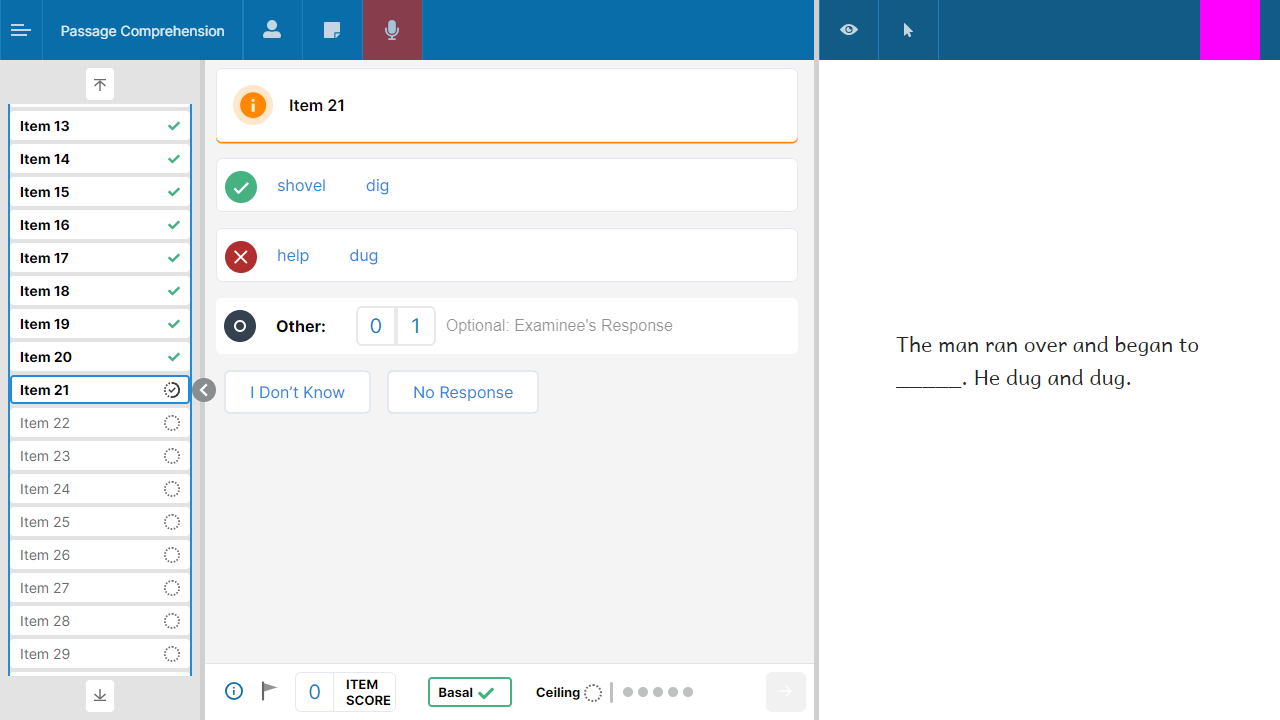 Passage Comprehension
Item 13
Item 14
Item 15
Item 16
Item 17
Item 18
Item 19
Item 20
Item 21
Item 22
Item 23
Item 24
Item 25
Item 26
Item 27
Item 28
Item 29
Item 21
shovel dig
help dug
Other: 0 1 Optional: Examinee's Response
I Don’t Know No Response
0 ITEM SCORE Basal Ceiling
The man ran over and began to
_____. He dug and dug.